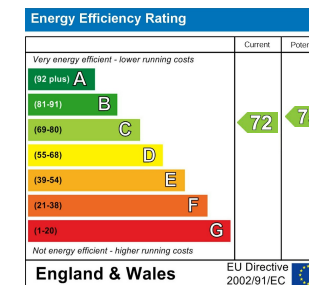 Energy Efficiency Rating
Current
Very energy efficient - lower running costs
(92 plus) A
(81-91) B
(69-80) C
72
(55-68) D
(39-54) E
(21-38) F
(1-20) G
Not energy efficient - higher running costs
England & Wales
EU Directive
2002/91/EC